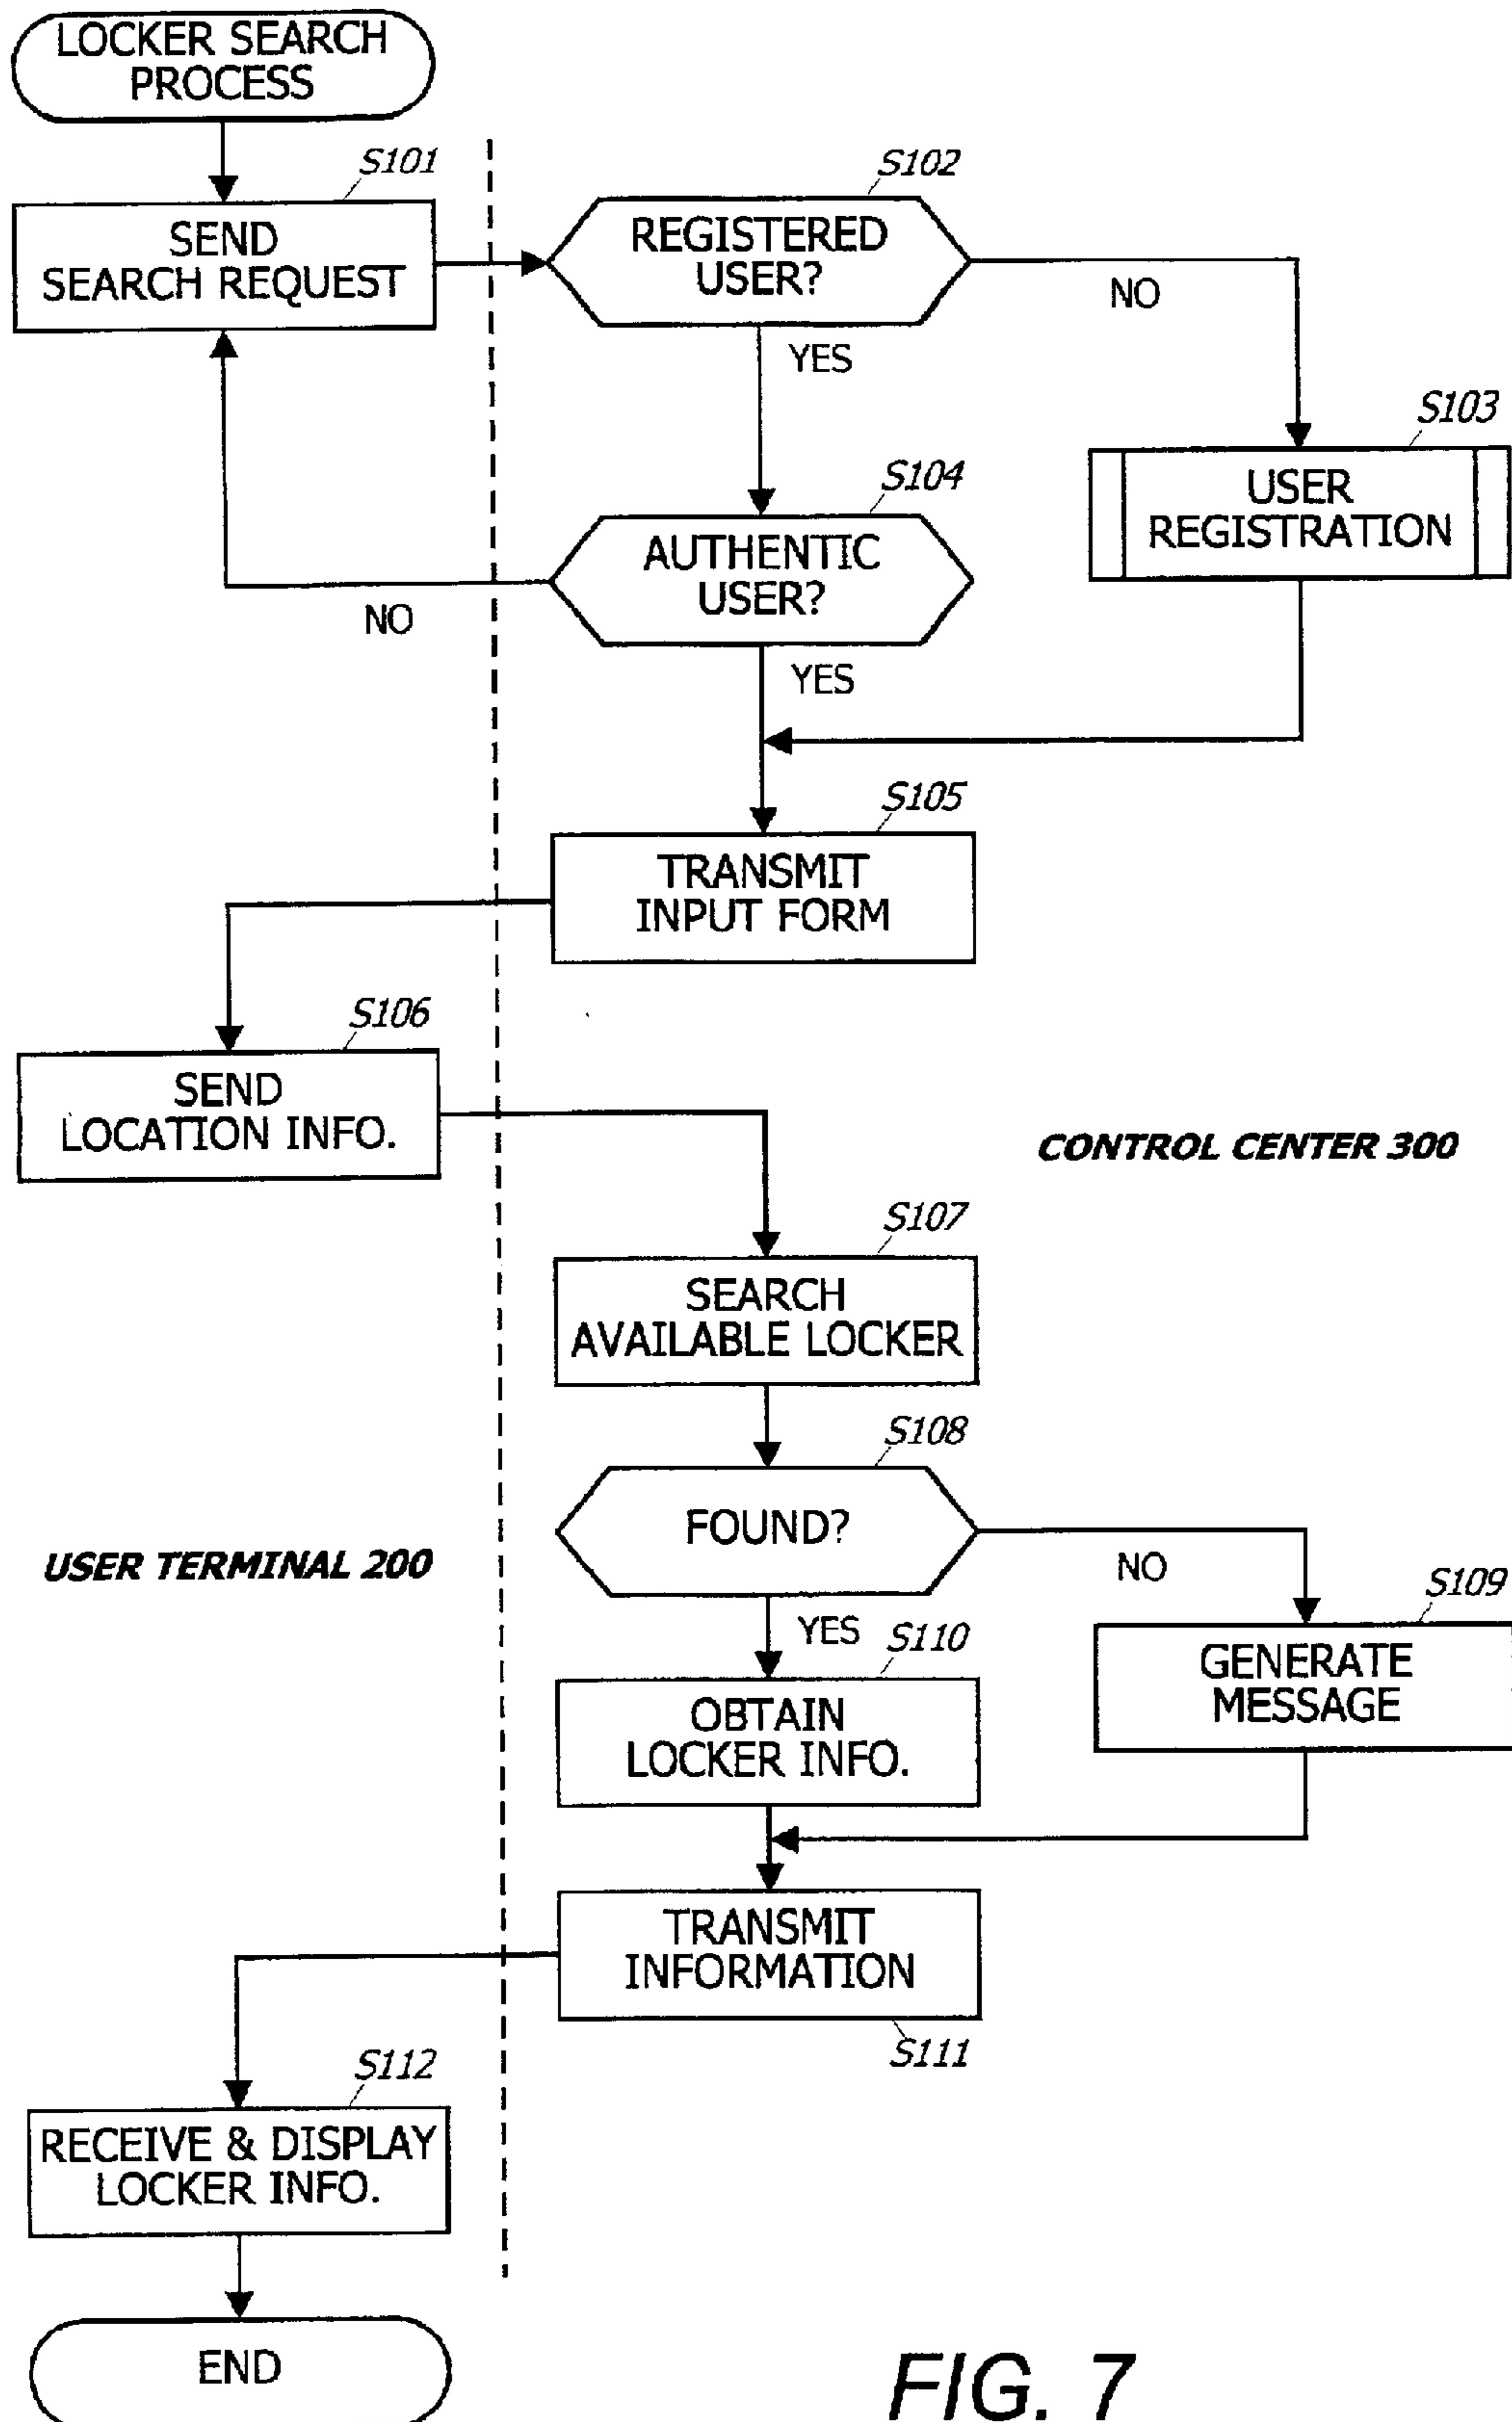 LOCKER SEARCH
PROCESS
S101
SEND
SEARCH REQUEST
S102
REGISTERED
USER?
NO
YES
S103
USER
REGISTRATION
S104
AUTHENTIC
USER?
NO
YES
S105
TRANSMIT
INPUT FORM
S106
SEND
LOCATION INFO.
CONTROL CENTER 300
S107
SEARCH
AVAILABLE LOCKER
S108
FOUND?
NO
YES
USER TERMINAL 200
S109
GENERATE
MESSAGE
S110
OBTAIN
LOCKER INFO.
TRANSMIT
INFORMATION
S111
S112
RECEIVE & DISPLAY
LOCKER INFO.
END
FIG. 7